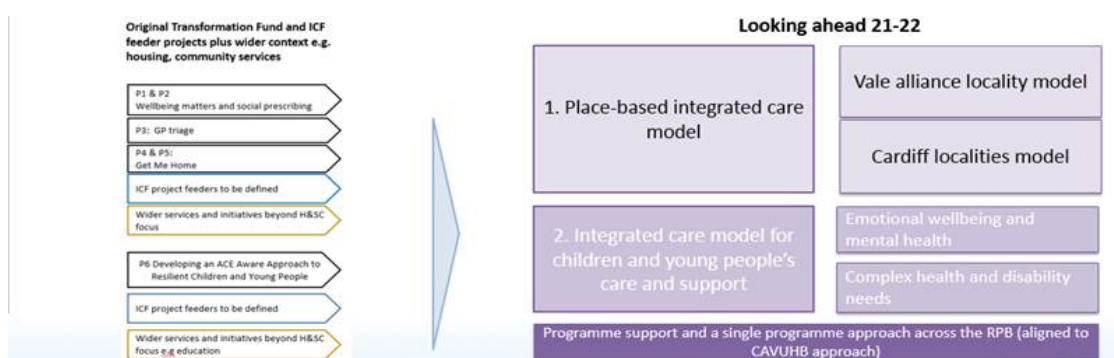 Original Transformation Fund and ICF
feeder projects plus wider context e.g.
housing, community services
P1 & P2
Wellbeing matters and social prescribing
P3:  GP triage
P4 & P5:
Get Me Home
ICF project feeders to be defined
Wider services and initiatives beyond H&SC
focus
P6 Developing an ACE Aware Approach to
Resilient Children and Young People
ICF project feeders to be defined
Wider services and initiatives beyond H&SC
focus e.g education
Looking ahead 21-22
1. Place-based integrated care
model
Vale alliance locality model
Cardiff localities model
2. Integrated care model for
children and young people's
care and support
Emotional wellbeing and
mental health
Complex health and disability
needs
Programme support and a single programme approach across the RPB (aligned to
CAVUHB approach)